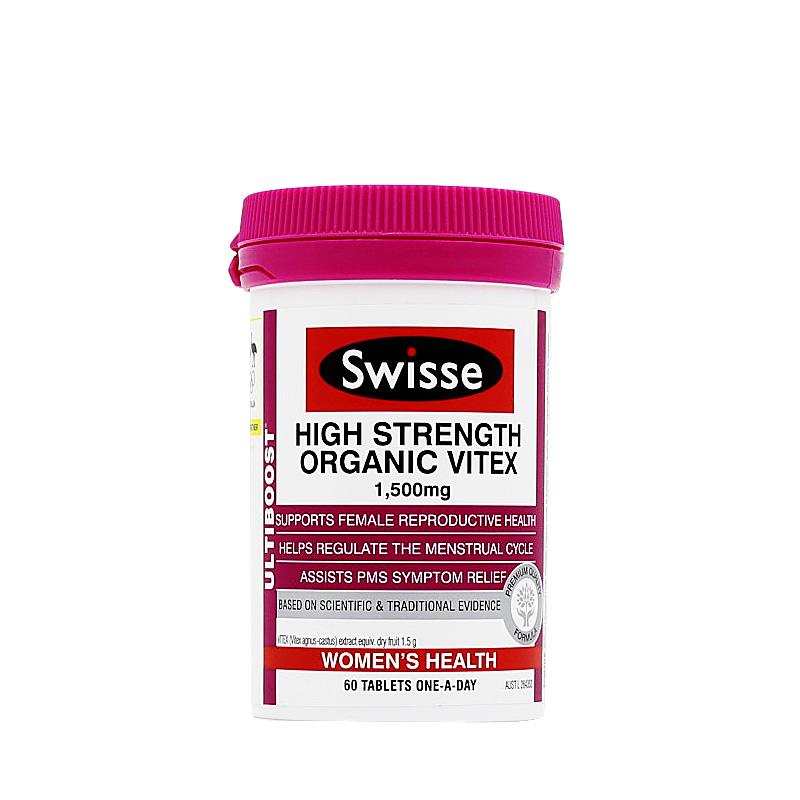 Swisse
HIGH STRENGTH
ORGANIC VITEX
1,500mg
ULTIBOOST
SUPPORTS FEMALE REPRODUCTIVE HEALTH
HELPS REGULATE THE MENSTRUAL CYCLE
ASSISTS PMS SYMPTOM RELIEF
BASED ON SCIENTIFIC & TRADITIONAL EVIDENCE
PREMIUM QUALITY
FORMULA
VITEX (Vitex agnus-castus) extract equiv. dry fruit 1.5 g
WOMEN'S HEALTH
60 TABLETS ONE-A-DAY
AUST L